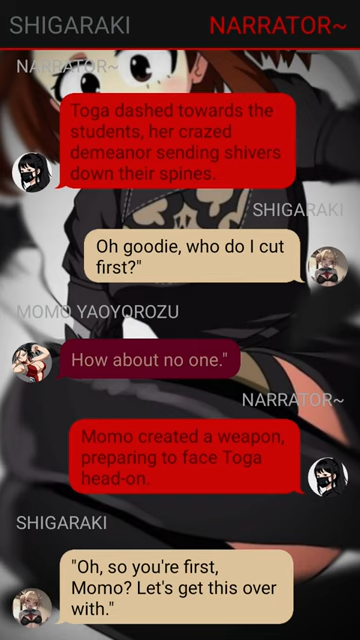 SHIGARAKI
NARRATOR~
NARRATOR~
Toga dashed towards the
students, her crazed
demeanor sending shivers
down their spines.
SHIGARAKI
Oh goodie, who do I cut
first?"
MOMO YAOYOROZU
How about no one."
NARRATOR~
Momo created a weapon,
preparing to face Toga
head-on.
SHIGARAKI
"Oh, so you're first,
Momo? Let's get this over
with."